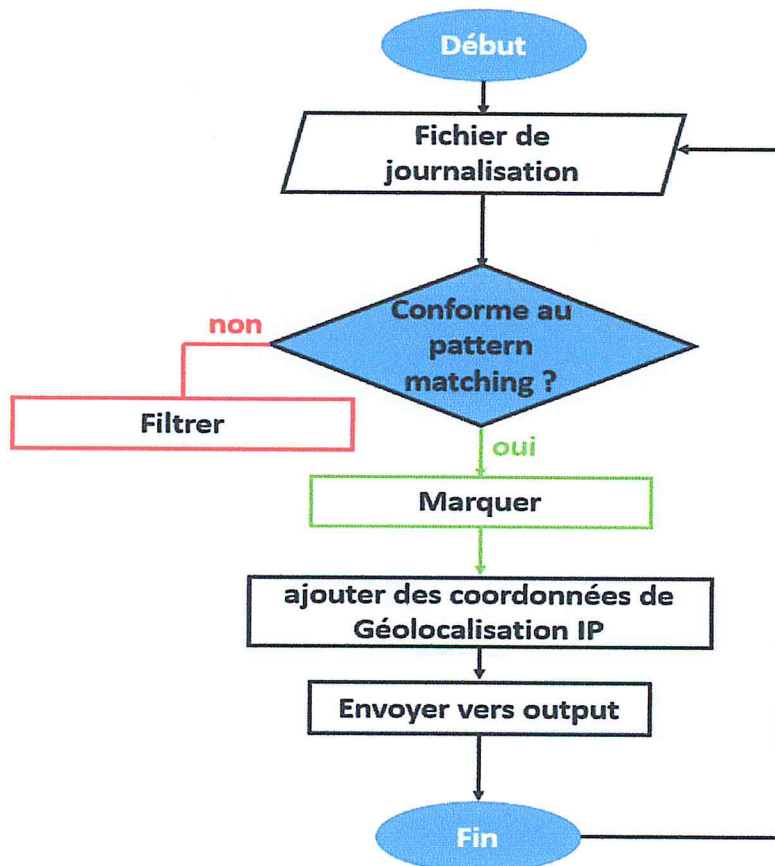 Début
Fichier de
journalisation
Conforme au
pattern
matching ?
non
Filtrer
oui
Marquer
ajouter des coordonnées de
Géolocalisation IP
Envoyer vers output
Fin